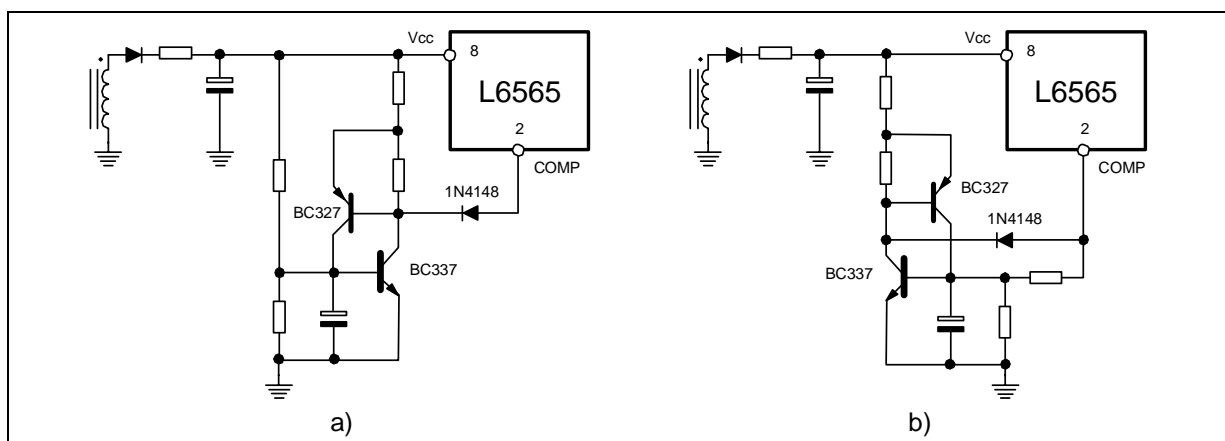 Vcc
8
L6565
2
COMP
1N4148
BC327
BC337
a)
Vcc
8
L6565
2
COMP
BC327
1N4148
BC337
b)